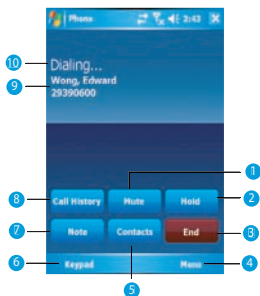 Phone 2:43
10 Dialing...
9 Wong, Edward
29390600
1
8 Call History Mute Hold 2
7 Note Contacts End 3
6 Keypad Menu 4
5